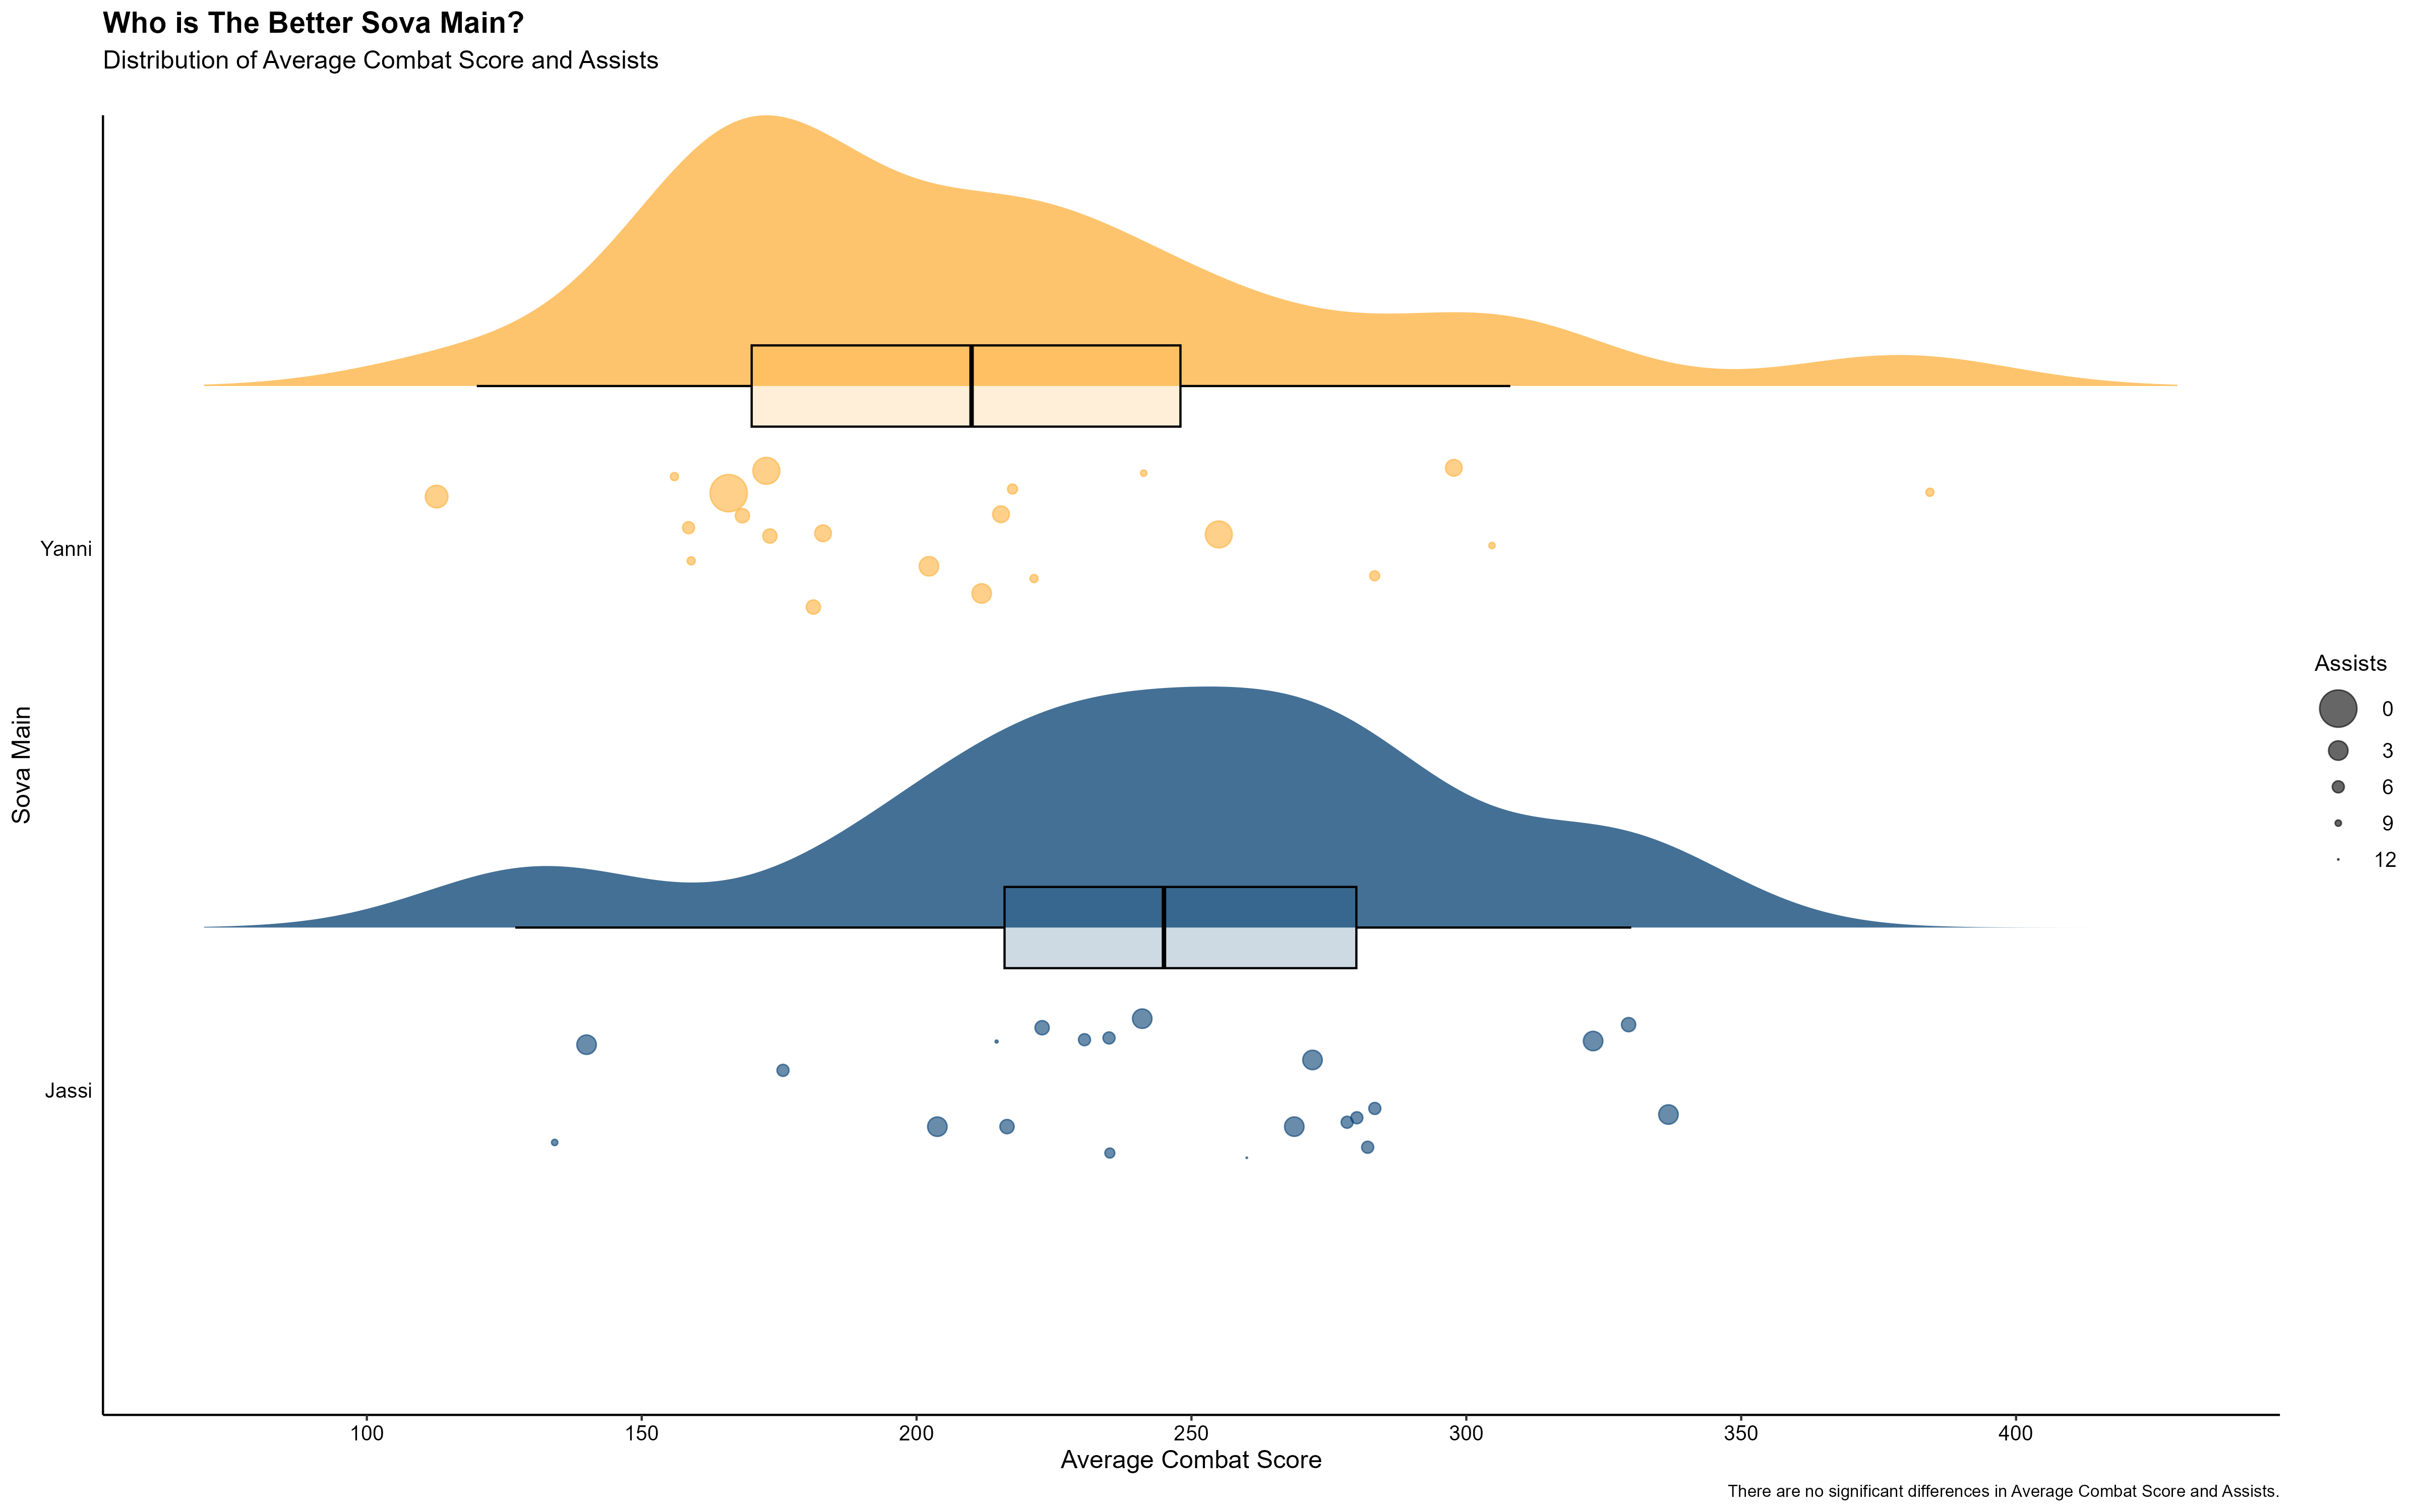 Who is The Better Sova Main?
Distribution of Average Combat Score and Assists
Yanni
Sova Main
Jassi
Assists
0
3
6
9
12
100 150 200 250 300 350 400
Average Combat Score
There are no significant differences in Average Combat Score and Assists.